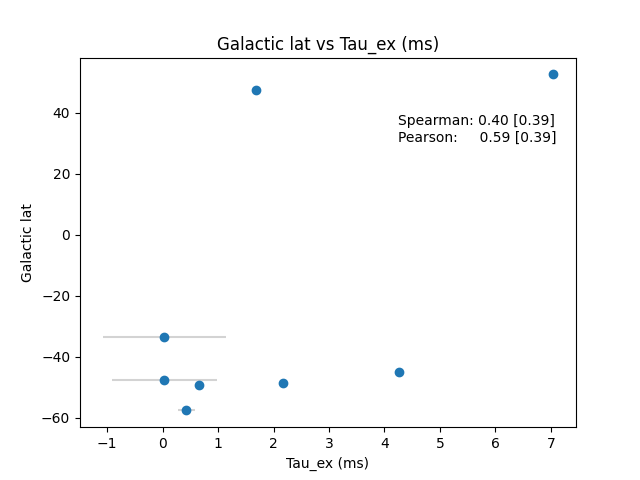 Galactic lat vs Tau_ex (ms)
40
Spearman: 0.40 [0.39]
Pearson: 0.59 [0.39]
20
0
Galactic lat
−20
−40
−60
−1 0 1 2 3 4 5 6 7
Tau_ex (ms)